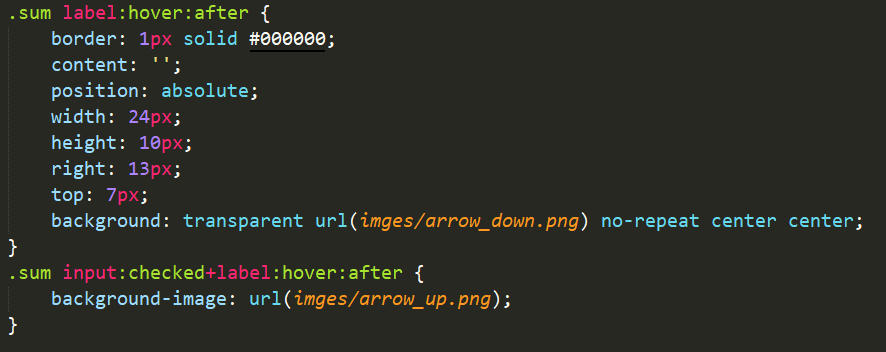 .sum label:hover:after {
    border: 1px solid #000000;
    content: '';
    position: absolute;
    width: 24px;
    height: 10px;
    right: 13px;
    top: 7px;
    background: transparent url(imges/arrow_down.png) no-repeat center center;
}
.sum input:checked+label:hover:after {
    background-image: url(imges/arrow_up.png);
}